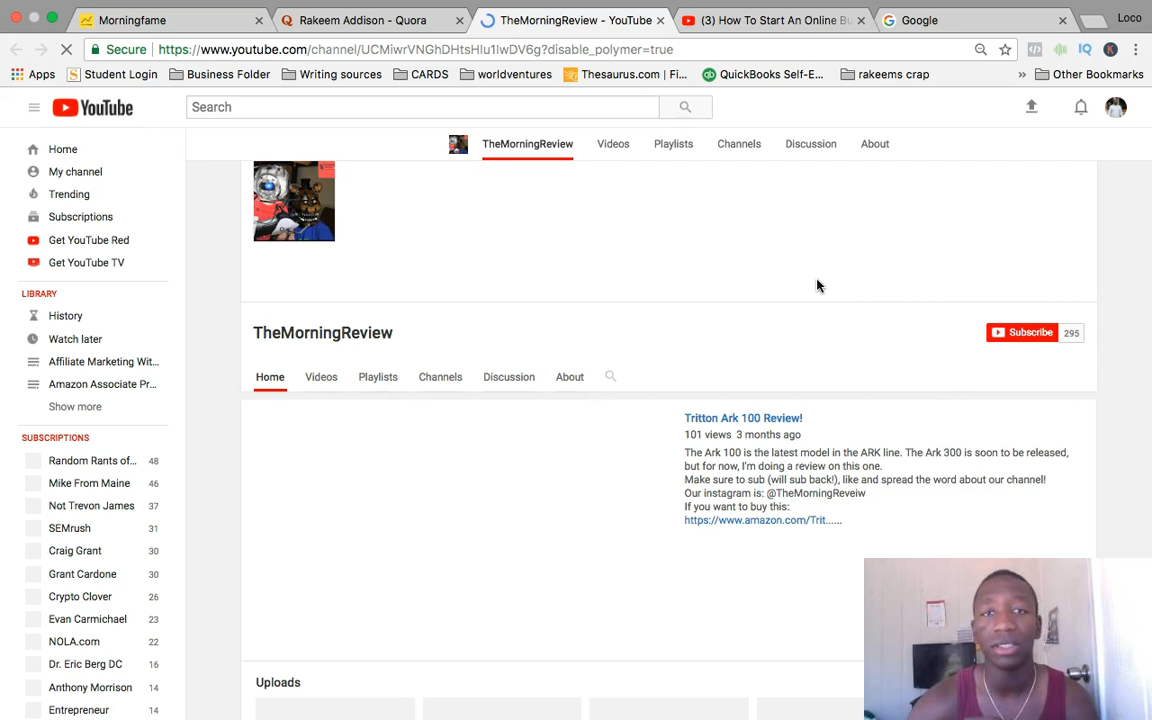 Morningfame
Rakeem Addison - Quora
TheMorningReview - YouTube
(3) How To Start An Online Bu
Google
Loco
Secure
https://www.youtube.com/channel/UCMiwrVNGhDHtsHlu1IwDV6g?disable_polymer=true
Apps
Student Login
Business Folder
Writing sources
CARDS
worldventures
Thesaurus.com | Fi...
QuickBooks Self-E...
rakeems crap
»
Other Bookmarks
YouTube
Search
TheMorningReview
Videos
Playlists
Channels
Discussion
About
Home
My channel
Trending
Subscriptions
Get YouTube Red
Get YouTube TV
LIBRARY
History
Watch later
Affiliate Marketing Wit...
Amazon Associate Pr...
Show more
SUBSCRIPTIONS
Random Rants of... 48
Mike From Maine 46
Not Trevon James 37
SEMrush 31
Craig Grant 30
Grant Cardone 30
Crypto Clover 26
Evan Carmichael 23
NOLA.com 22
Dr. Eric Berg DC 16
Anthony Morrison 14
Entrepreneur 14
TheMorningReview
Subscribe 295
Home
Videos
Playlists
Channels
Discussion
About
Tritton Ark 100 Review!
101 views 3 months ago
The Ark 100 is the latest model in the ARK line. The Ark 300 is soon to be released,
but for now, I'm doing a review on this one.
Make sure to sub (will sub back!), like and spread the word about our channel!
Our instagram is: @TheMorningReveiw
If you want to buy this:
https://www.amazon.com/Trit......
Uploads